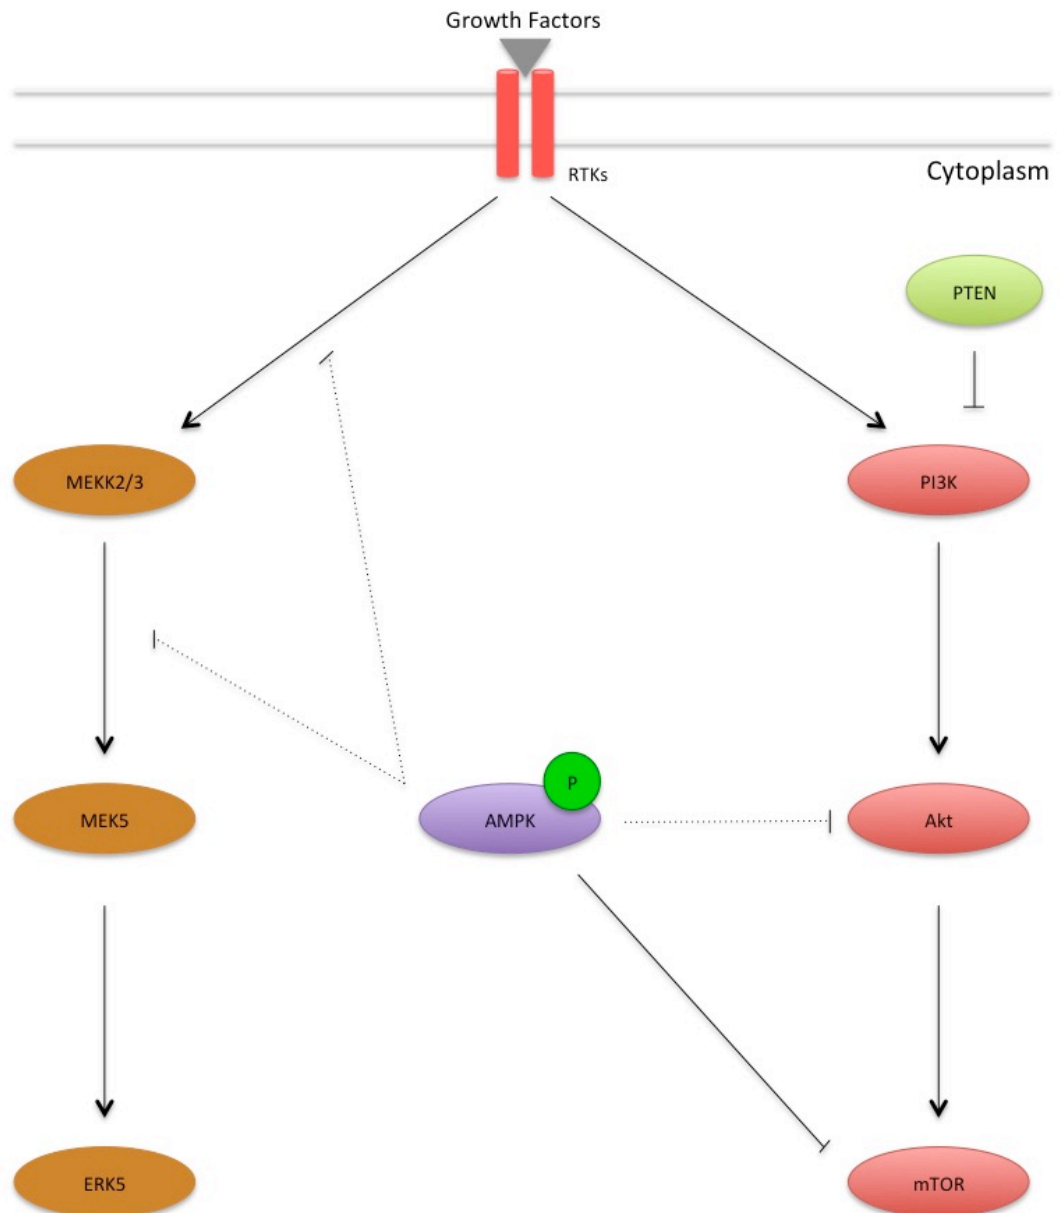 Growth Factors
RTKs
Cytoplasm
PTEN
MEKK2/3
PI3K
P
MEK5
AMPK
Akt
ERK5
mTOR